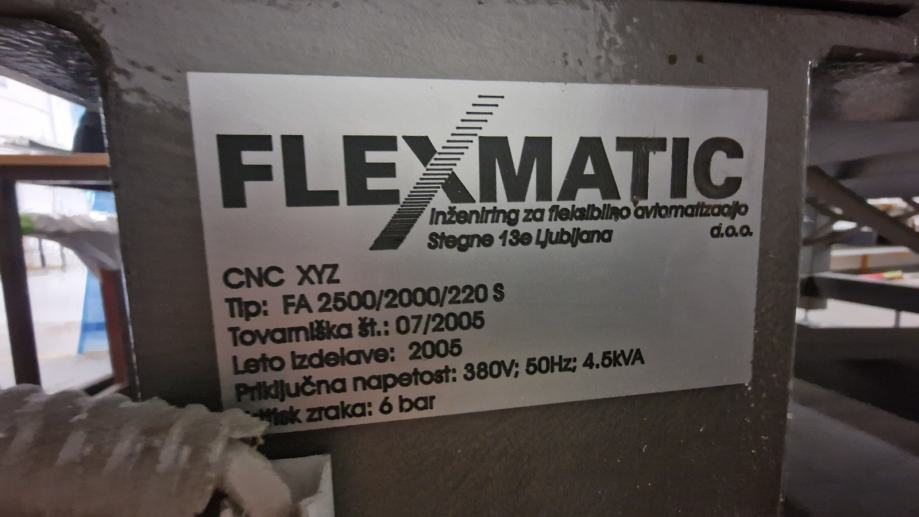 FLEXMATIC
Inženiring za fleksibilno avtomatizacijo
Stegne 13e Ljubljana d.o.o.
CNC XYZ
Tip: FA 2500/2000/220 S
Tovarniška št.: 07/2005
Leto izdelave: 2005
Priključna napetost: 380V; 50Hz; 4.5kVA
zraka: 6 bar